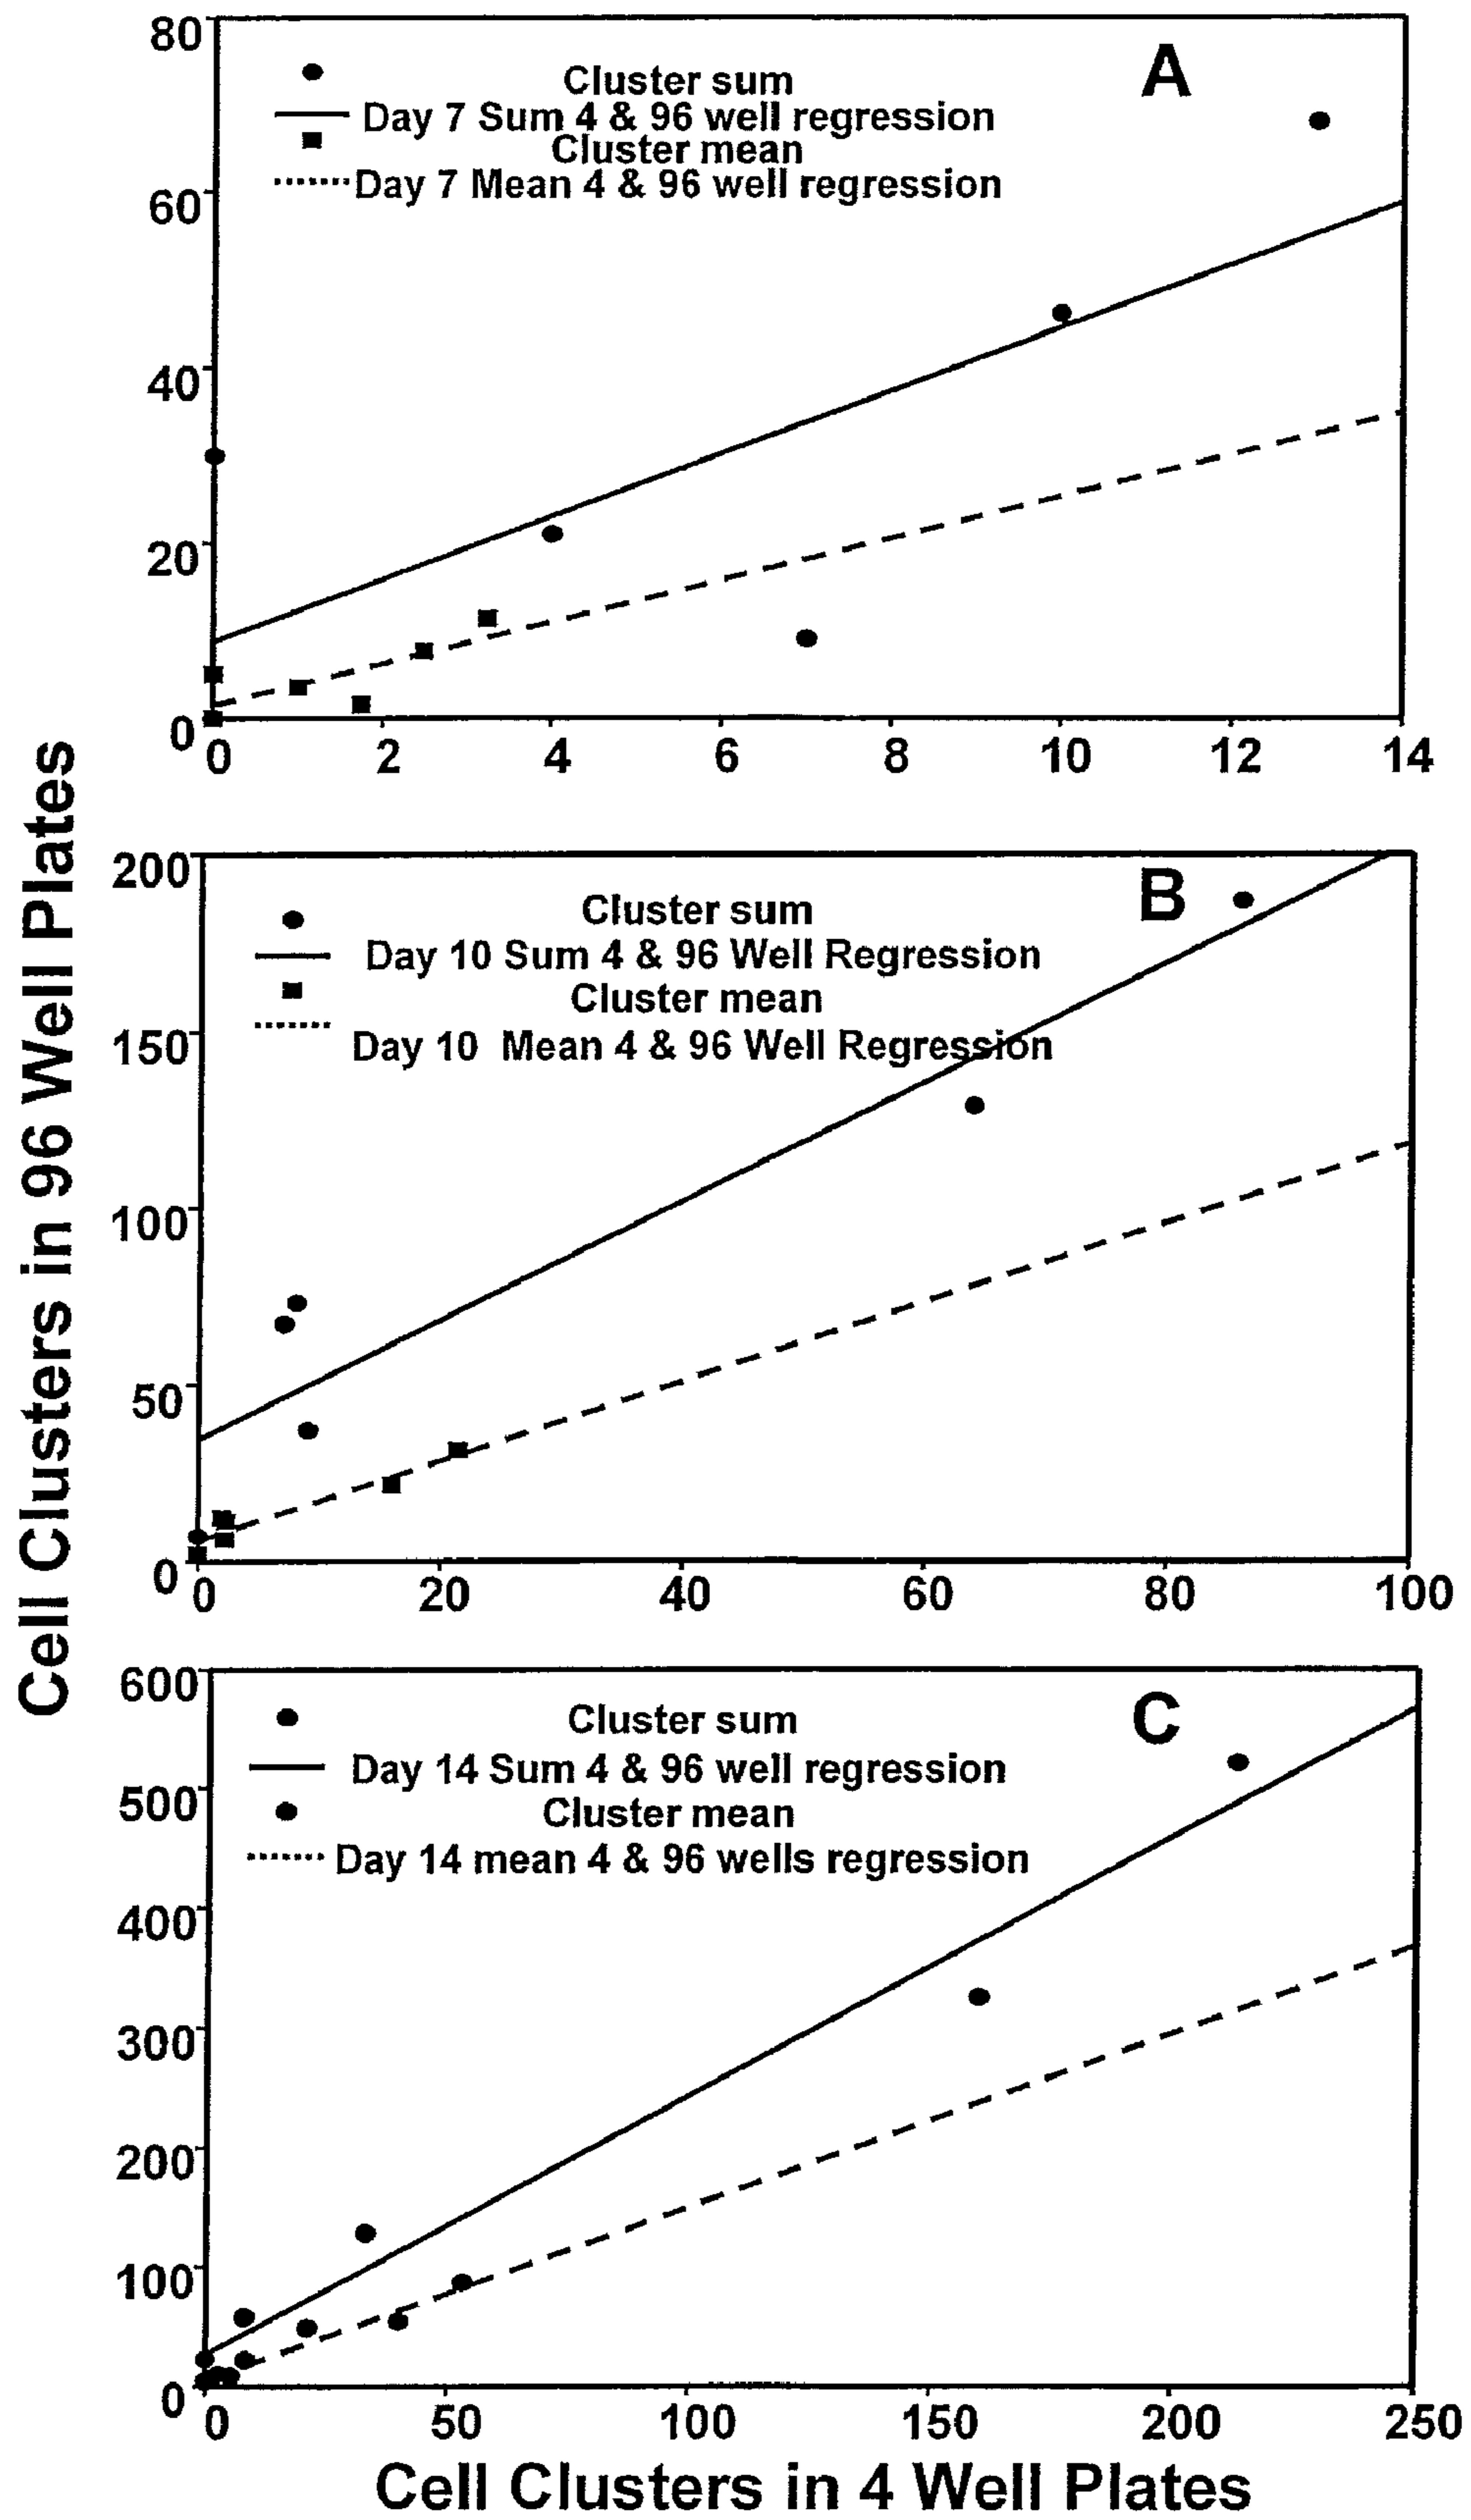 80
A
Cluster sum
Day 7 Sum 4 & 96 well regression
Cluster mean
Day 7 Mean 4 & 96 well regression
60
40
20
0
0 2 4 6 8 10 12 14
Cell Clusters in 96 Well Plates
200
B
Cluster sum
Day 10 Sum 4 & 96 Well Regression
Cluster mean
150
Day 10 Mean 4 & 96 Well Regression
100
50
0
0 20 40 60 80 100
600
C
Cluster sum
Day 14 Sum 4 & 96 well regression
500
Cluster mean
Day 14 mean 4 & 96 wells regression
400
300
200
100
0
0 50 100 150 200 250
Cell Clusters in 4 Well Plates